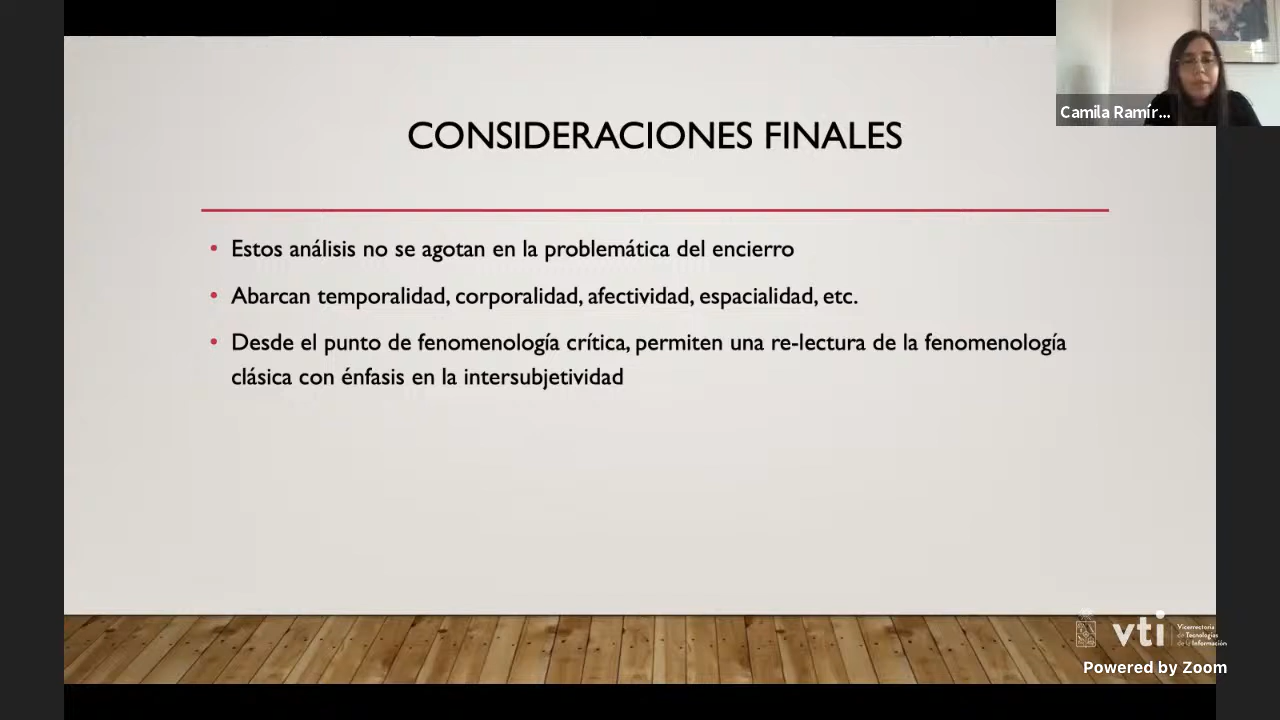 Camila Ramír...
CONSIDERACIONES FINALES
• Estos análisis no se agotan en la problemática del encierro
• Abarcan temporalidad, corporalidad, afectividad, espacialidad, etc.
• Desde el punto de fenomenología crítica, permiten una re-lectura de la fenomenología
clásica con énfasis en la intersubjetividad
vti
Vicerrectoría
de Tecnologías
de la Información
Powered by Zoom